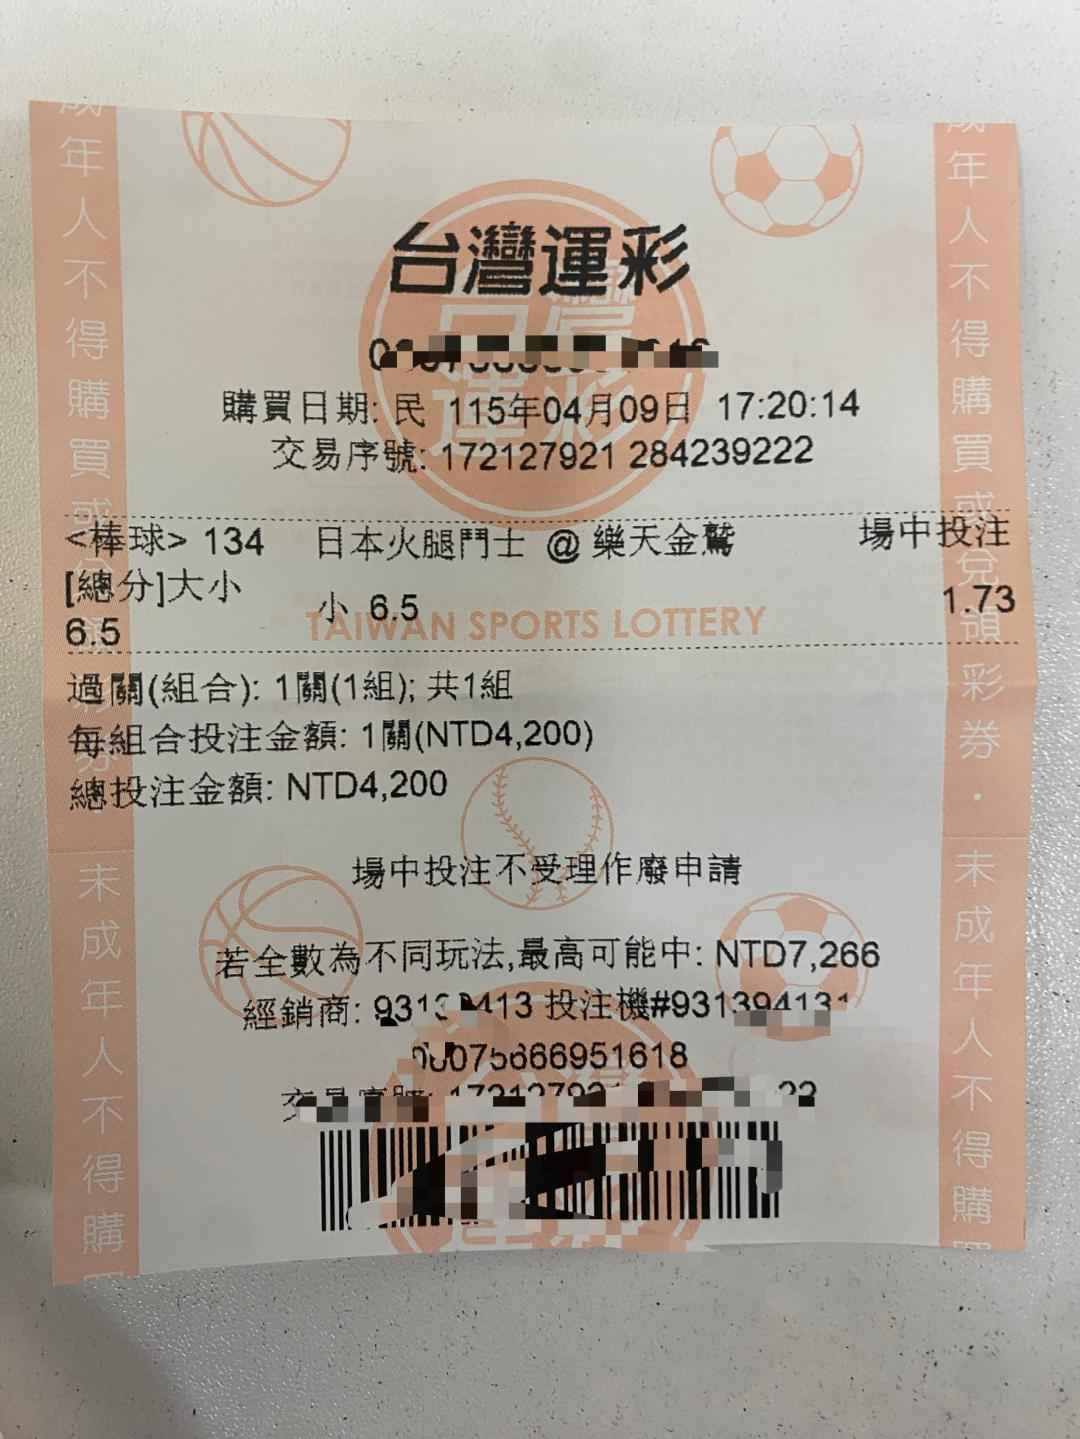 台灣運彩
購買日期: 民 115年04月09日 17:20:14
交易序號: 172127921 284239222
<棒球> 134 日本火腿鬥士 @ 樂天金鷲 場中投注
[總分]大小 小 6.5 1.73
6.5
TAIWAN SPORTS LOTTERY
過關(組合): 1關(1組); 共1組
每組合投注金額: 1關(NTD4,200)
總投注金額: NTD4,200
場中投注不受理作廢申請
若全數為不同玩法,最高可能中: NTD7,266
經銷商: 投注機#931394131
交易序號:
成年人不得購買或兌領彩券·未成年人不得購買
成年人不得購買或兌領彩券·未成年人不得購買